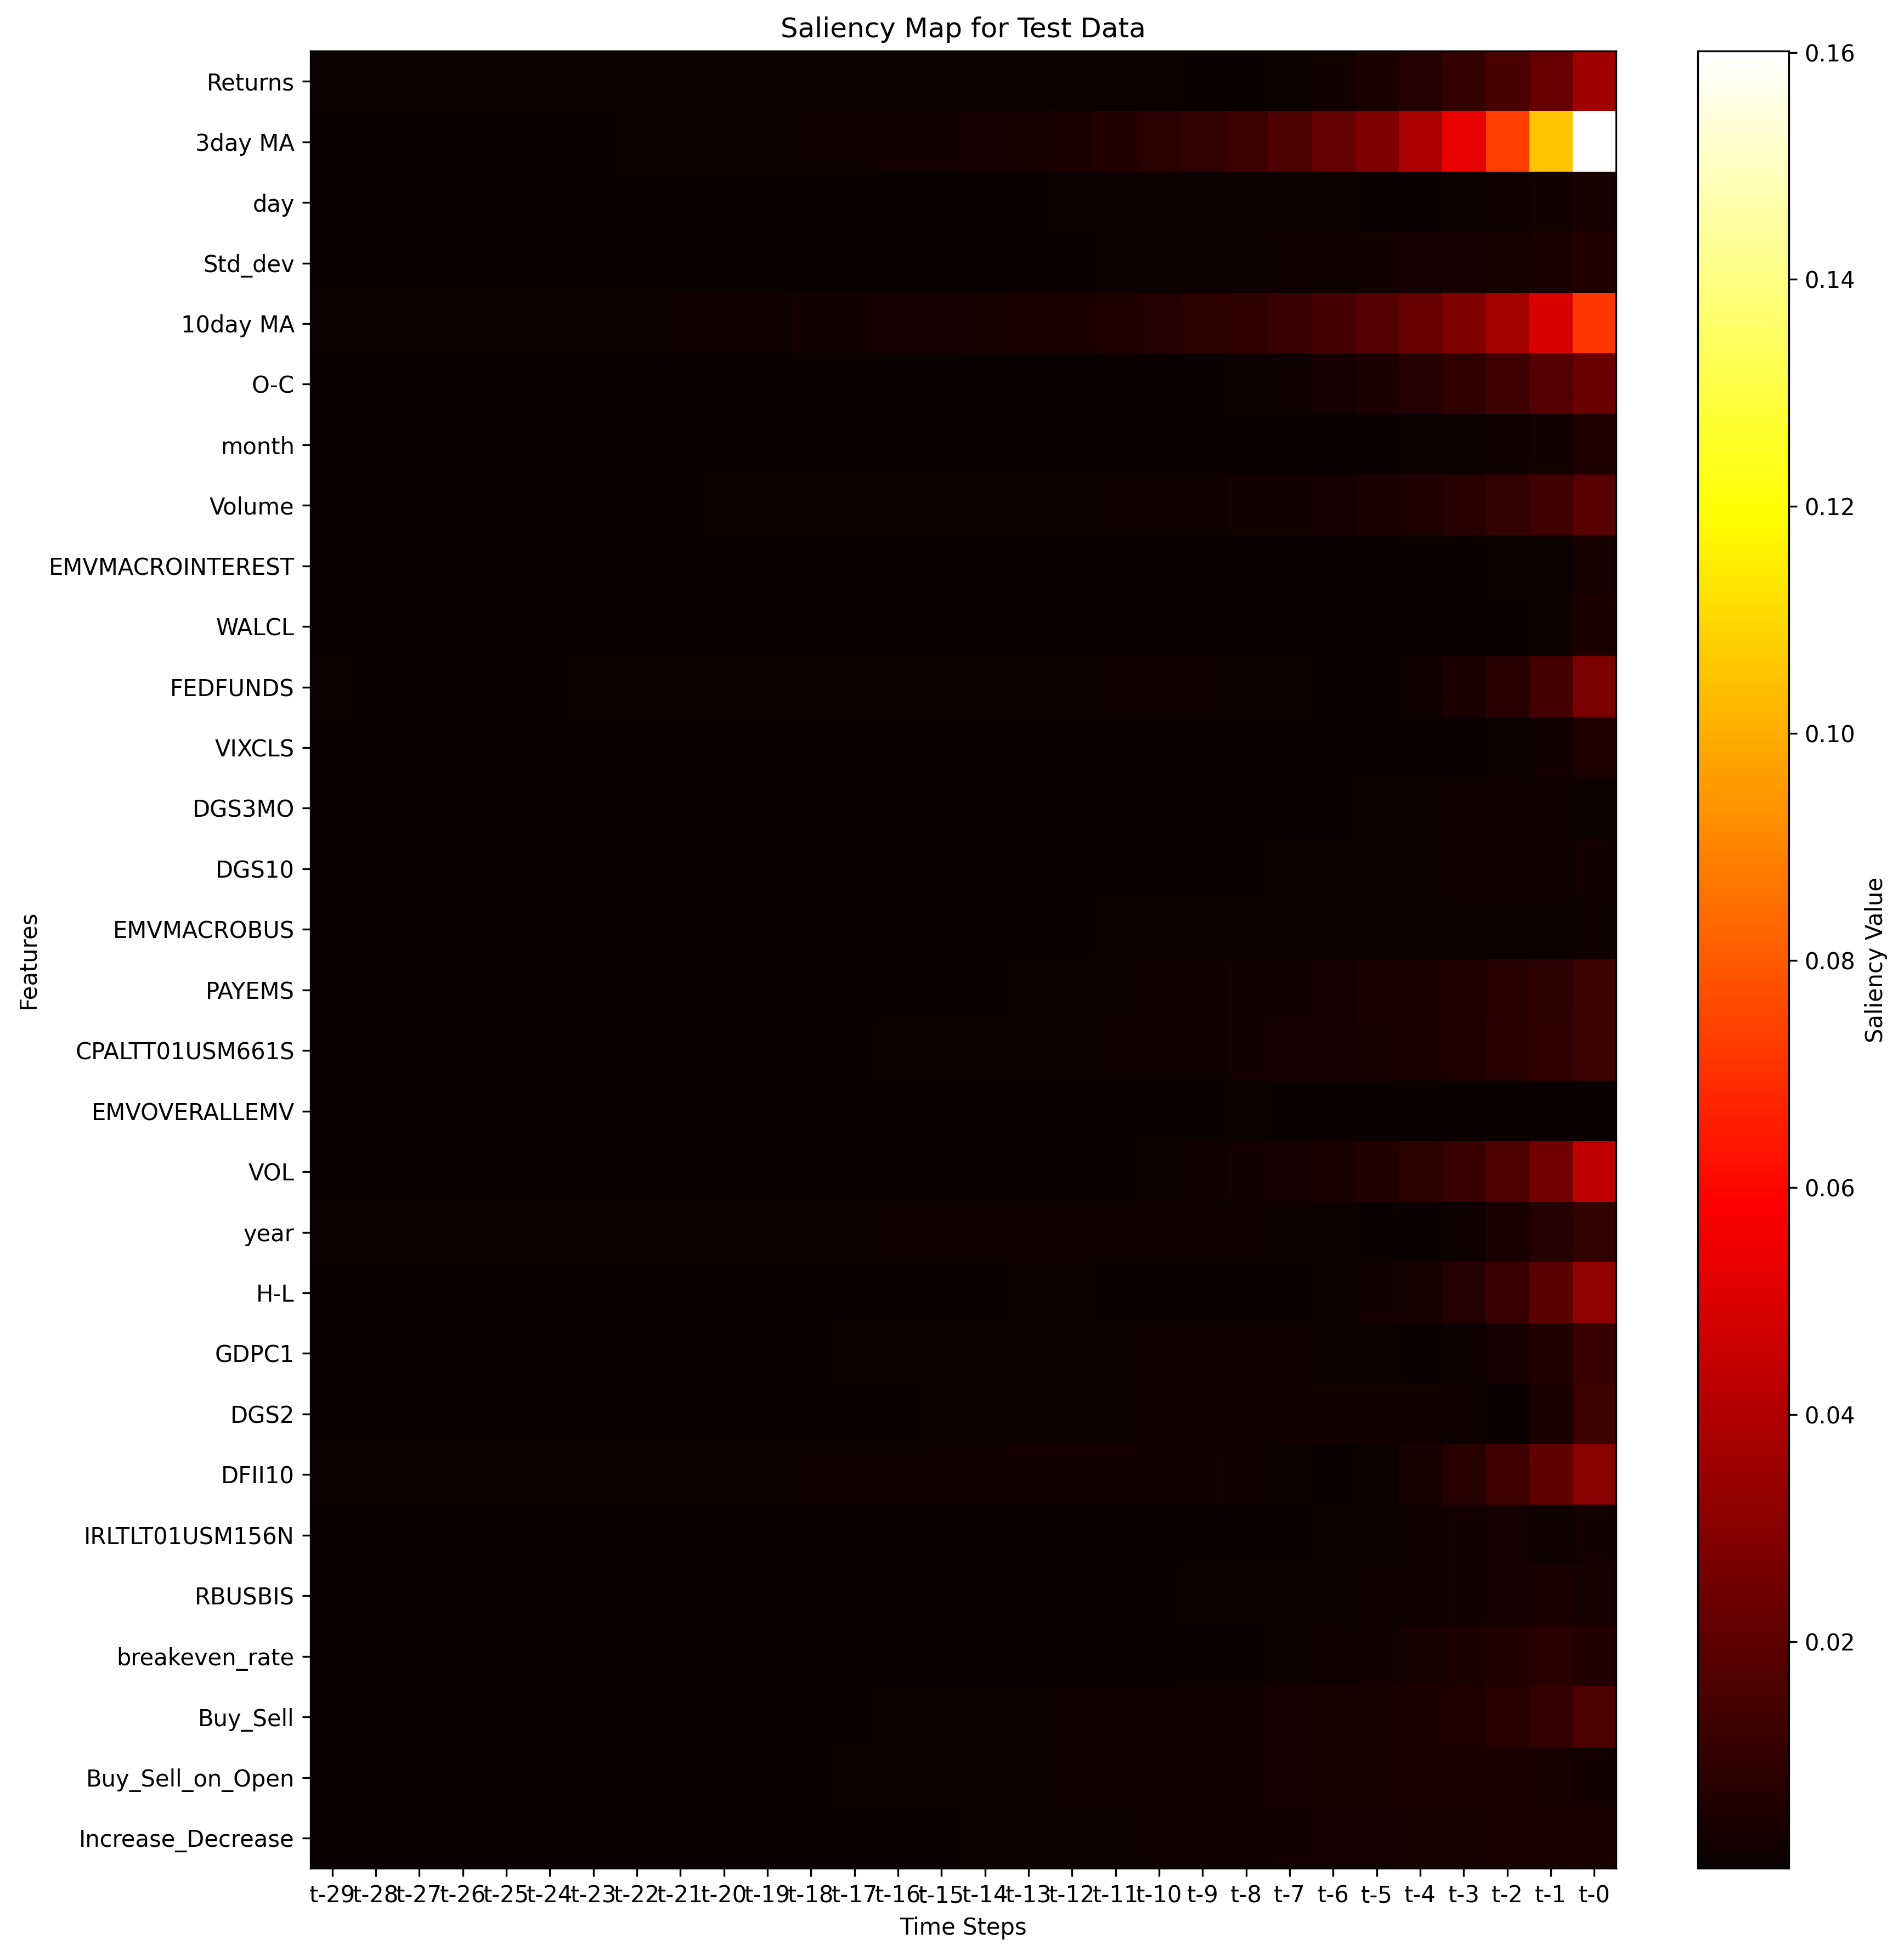 Saliency Map for Test Data
Returns
3day MA
day
Std_dev
10day MA
O-C
month
Volume
EMVMACROINTEREST
WALCL
FEDFUNDS
VIXCLS
DGS3MO
DGS10
EMVMACROBUS
PAYEMS
CPALTT01USM661S
EMVOVERALLEMV
VOL
year
H-L
GDPC1
DGS2
DFII10
IRLTLT01USM156N
RBUSBIS
breakeven_rate
Buy_Sell
Buy_Sell_on_Open
Increase_Decrease
Features
t-29 t-28 t-27 t-26 t-25 t-24 t-23 t-22 t-21 t-20 t-19 t-18 t-17 t-16 t-15 t-14 t-13 t-12 t-11 t-10 t-9 t-8 t-7 t-6 t-5 t-4 t-3 t-2 t-1 t-0
Time Steps
0.16
0.14
0.12
0.10
0.08
0.06
0.04
0.02
Saliency Value